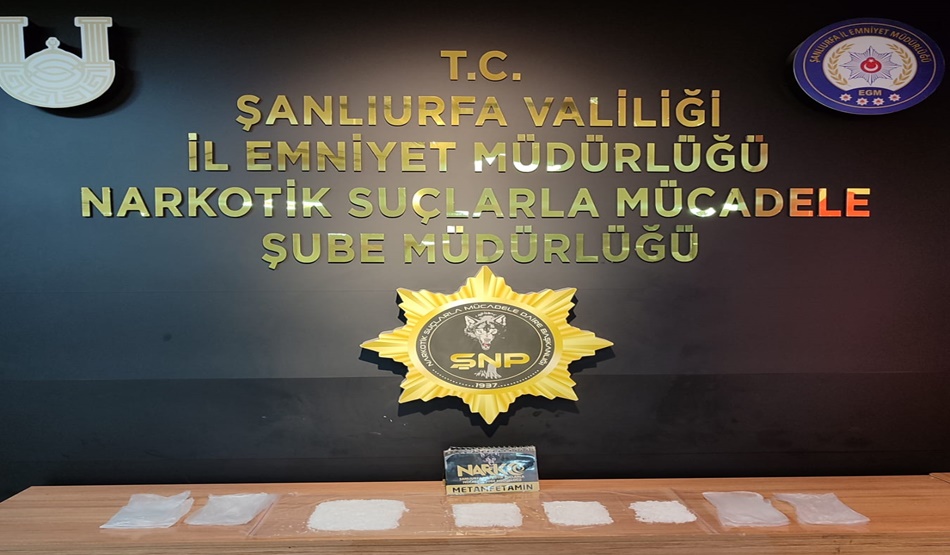 T.C.
ŞANLIURFA VALİLİĞİ
İL EMNİYET MÜDÜRLÜĞÜ
NARKOTİK SUÇLARLA MÜCADELE
ŞUBE MÜDÜRLÜĞÜ
ŞANLIURFA İL EMNİYET MÜDÜRLÜĞÜ
EGM
NARKOTİK SUÇLARLA MÜCADELE DAİRE BAŞKANLIĞI
ŞNP
1937
METAMFETAMİN